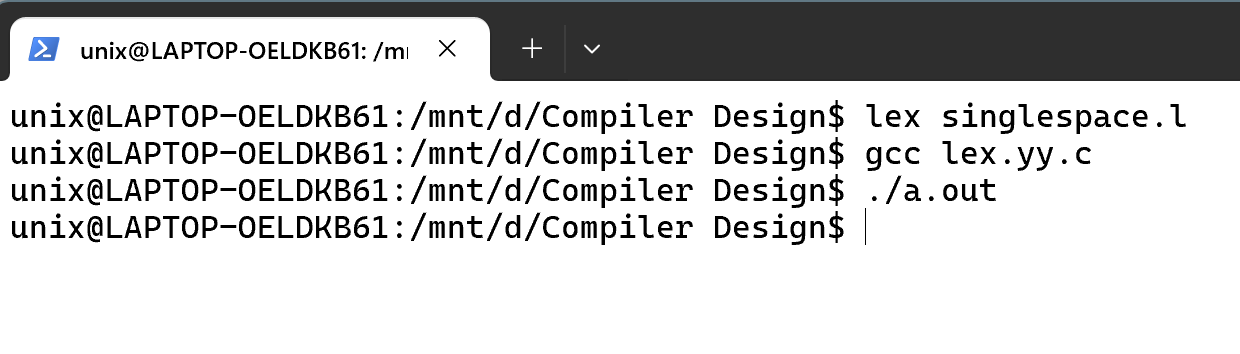 unix@LAPTOP-OELDKB61: /m
unix@LAPTOP-OELDKB61:/mnt/d/Compiler Design$ lex singlespace.l
unix@LAPTOP-OELDKB61:/mnt/d/Compiler Design$ gcc lex.yy.c
unix@LAPTOP-OELDKB61:/mnt/d/Compiler Design$ ./a.out
unix@LAPTOP-OELDKB61:/mnt/d/Compiler Design$